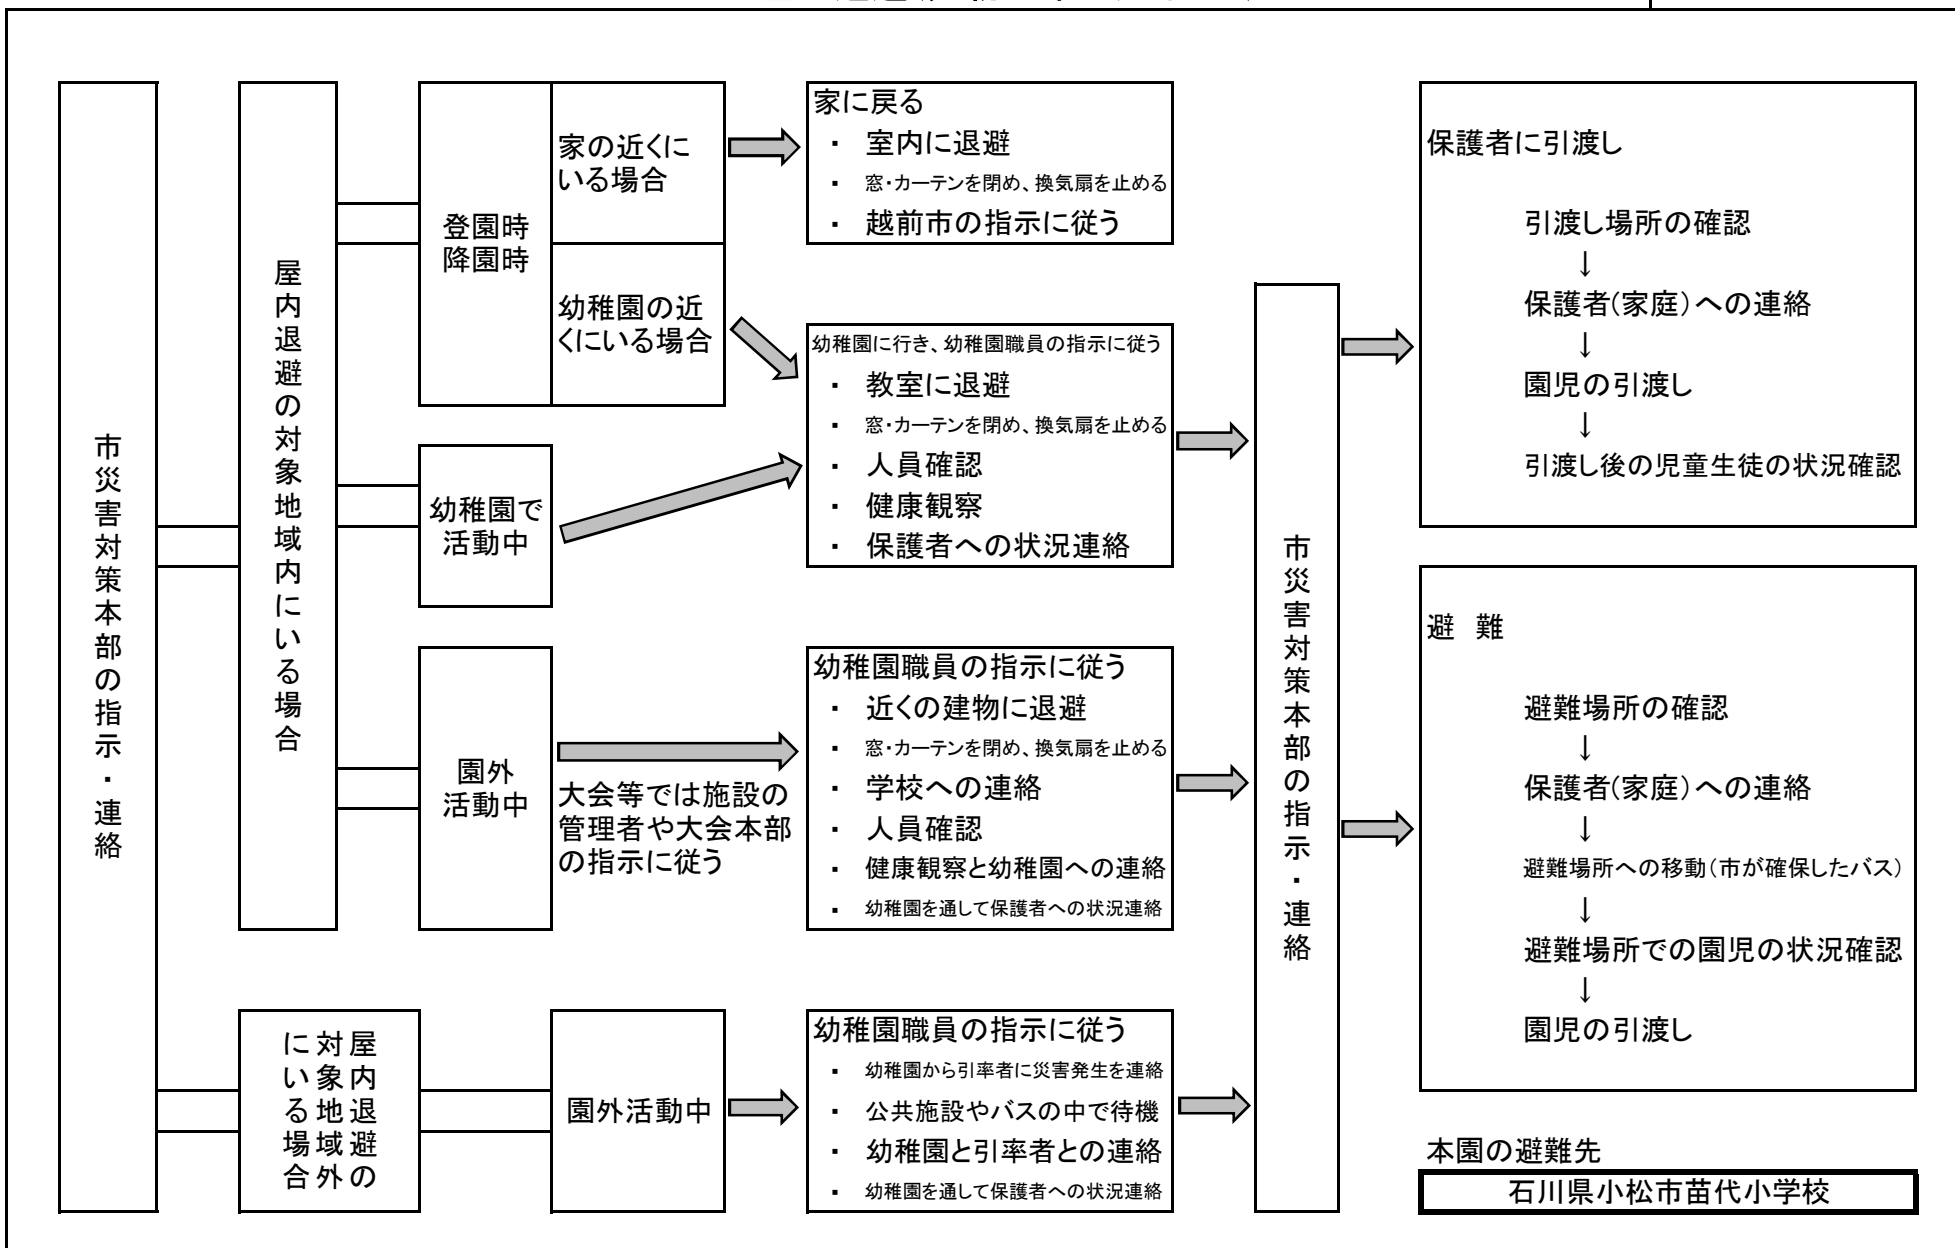 市災害対策本部の指示・連絡
屋内退避の対象地域内にいる場合
登園時
降園時
家の近くに
いる場合
幼稚園の近
くにいる場合
家に戻る
・ 室内に退避
・ 窓・カーテンを閉め、換気扇を止める
・ 越前市の指示に従う
幼稚園で
活動中
幼稚園に行き、幼稚園職員の指示に従う
・ 教室に退避
・ 窓・カーテンを閉め、換気扇を止める
・ 人員確認
・ 健康観察
・ 保護者への状況連絡
園外
活動中
大会等では施設の
管理者や大会本部
の指示に従う
幼稚園職員の指示に従う
・ 近くの建物に退避
・ 窓・カーテンを閉め、換気扇を止める
・ 学校への連絡
・ 人員確認
・ 健康観察と幼稚園への連絡
・ 幼稚園を通して保護者への状況連絡
屋内退避の
対象地域外
にいる場合
園外活動中
幼稚園職員の指示に従う
・ 幼稚園から引率者に災害発生を連絡
・ 公共施設やバスの中で待機
・ 幼稚園と引率者との連絡
・ 幼稚園を通して保護者への状況連絡
市災害対策本部の指示・連絡
保護者に引渡し
引渡し場所の確認
↓
保護者(家庭)への連絡
↓
園児の引渡し
↓
引渡し後の児童生徒の状況確認
避 難
避難場所の確認
↓
保護者(家庭)への連絡
↓
避難場所への移動(市が確保したバス)
↓
避難場所での園児の状況確認
↓
園児の引渡し
本園の避難先
石川県小松市苗代小学校